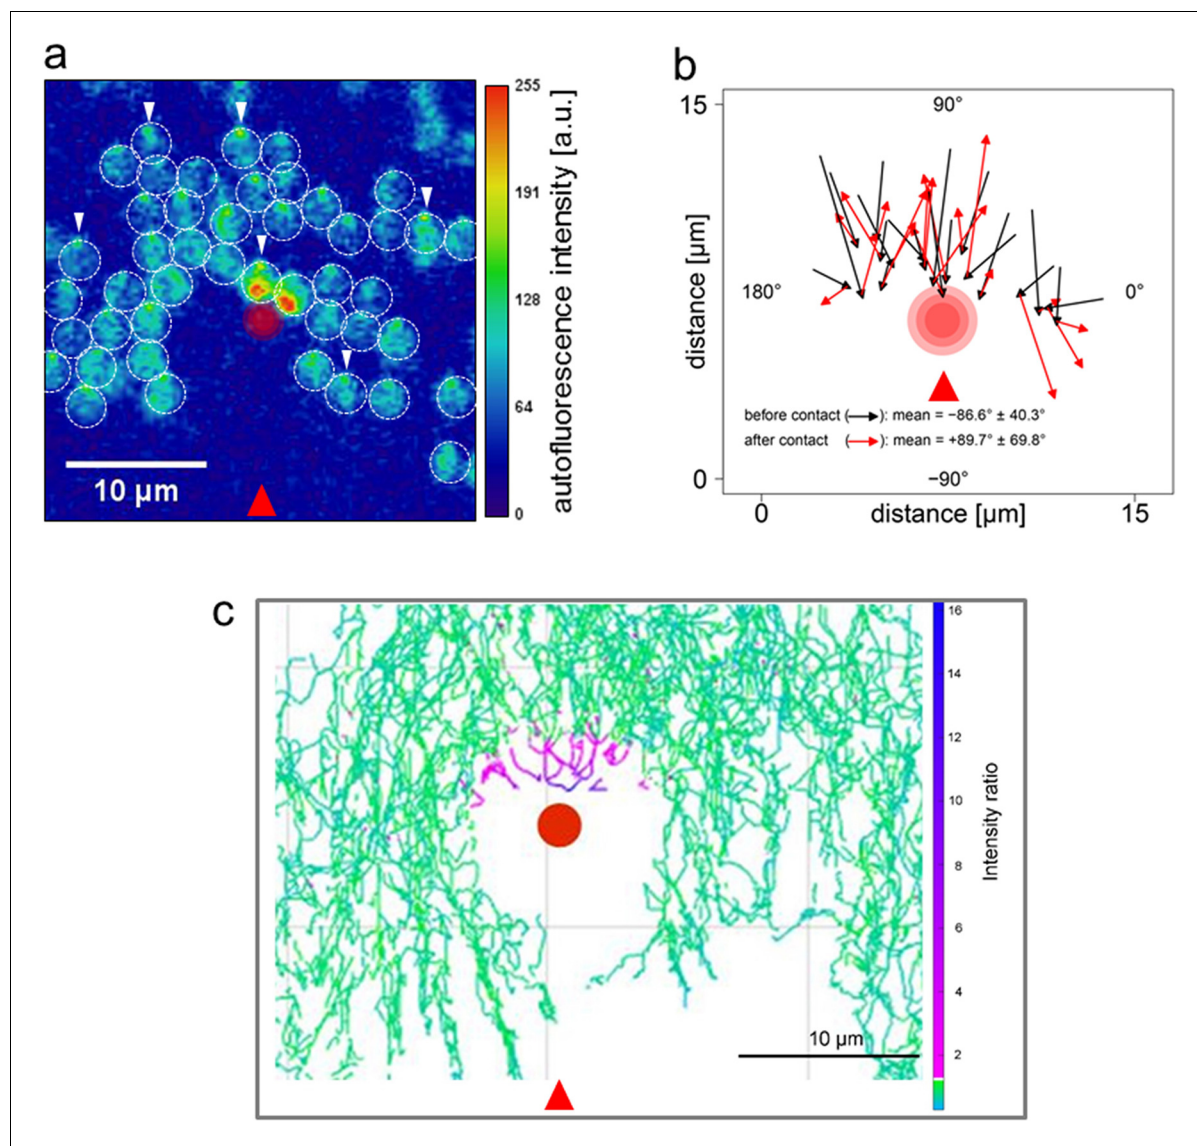 a
255
191
128
64
0
autofluorescence intensity [a.u.]
10 µm
b
15
0
distance [µm]
90°
180°
0°
before contact (→): mean = −86.6° ± 40.3°
after contact (→): mean = +89.7° ± 69.8°
−90°
0
distance [µm]
15
c
16
14
12
10
8
6
4
2
Intensity ratio
10 µm